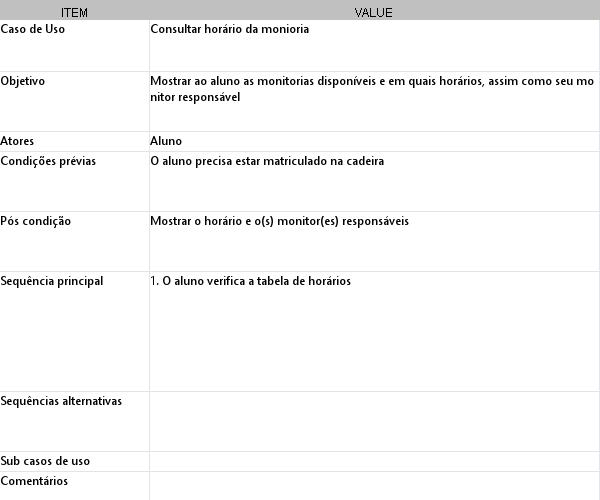 ITEM VALUE
Caso de Uso Consultar horário da monioria
Objetivo Mostrar ao aluno as monitorias disponíveis e em quais horários, assim como seu mo
nitor responsável
Atores Aluno
Condições prévias O aluno precisa estar matriculado na cadeira
Pós condição Mostrar o horário e o(s) monitor(es) responsáveis
Sequência principal 1. O aluno verifica a tabela de horários
Sequências alternativas
Sub casos de uso
Comentários